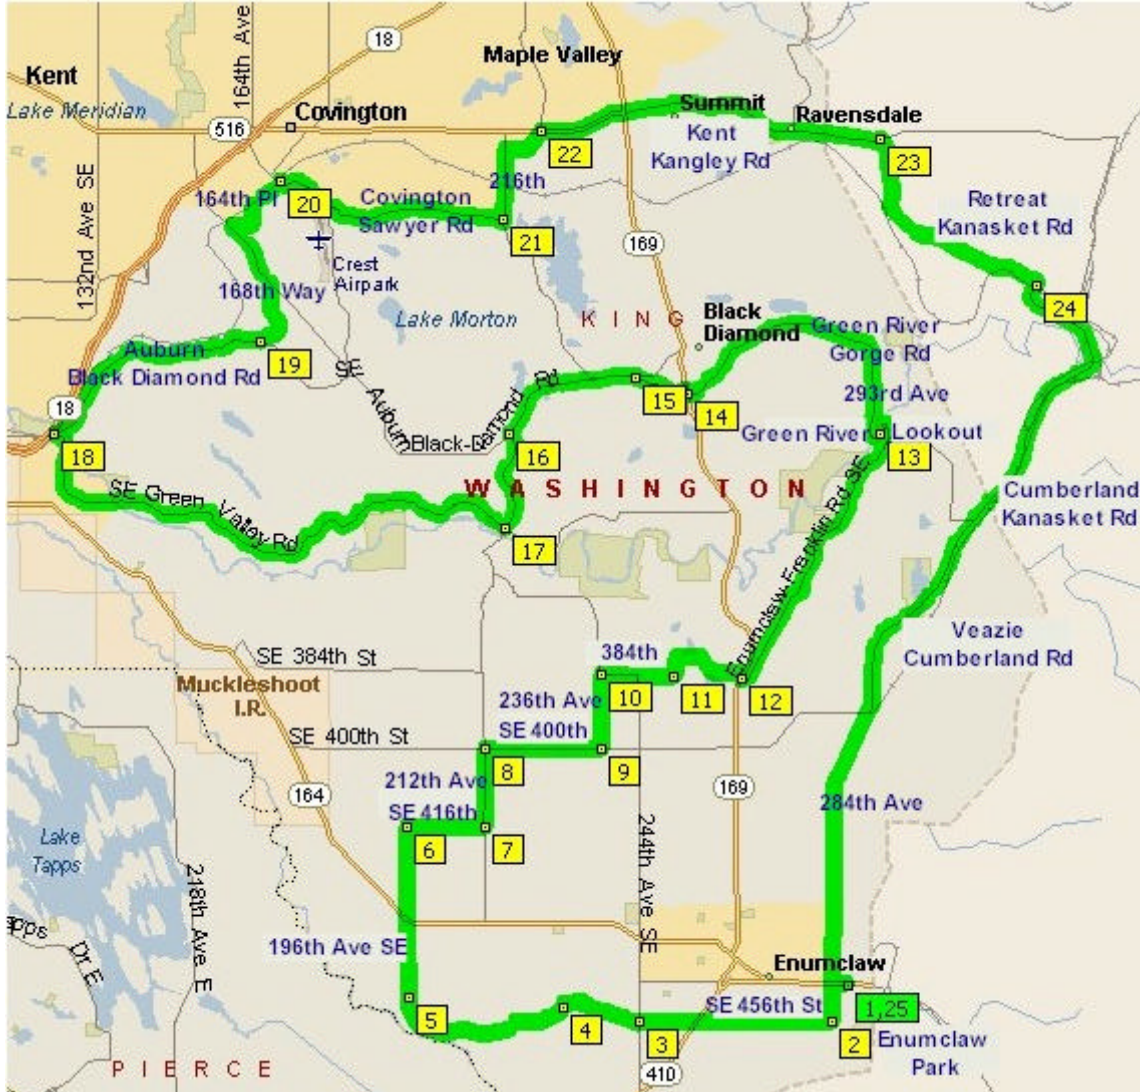 164th Ave
18
Maple Valley
Kent
Lake Meridian
Covington
516
Summit
Ravensdale
Kent
Kangley Rd
22
23
132nd Ave SE
164th Pl
20
Covington
Sawyer Rd
216th
21
Retreat
Kanasket Rd
169
Crest
Airpark
168th Way
Lake Morton
KING
Black
Diamond
Green River
Gorge Rd
24
Auburn
Black Diamond Rd
19
SE Auburn Black-Diamond Rd
15
14
293rd Ave
18
18
16
Green River Lookout
13
SE Green Valley Rd
WASHINGTON
Cumberland
Kanasket Rd
17
Enumclaw-Franklin Rd SE
Veazie
Cumberland Rd
SE 384th St
384th
Muckleshoot
I.R.
10
11
12
236th Ave
SE 400th
SE 400th St
8
9
212th Ave
SE 416th
164
169
284th Ave
6
7
Lake
Tapps
218th Ave E
244th Ave SE
apps Dr E
196th Ave SE
Enumclaw
5
4
3
SE 456th St
1,25
2
Enumclaw
Park
PIERCE
410